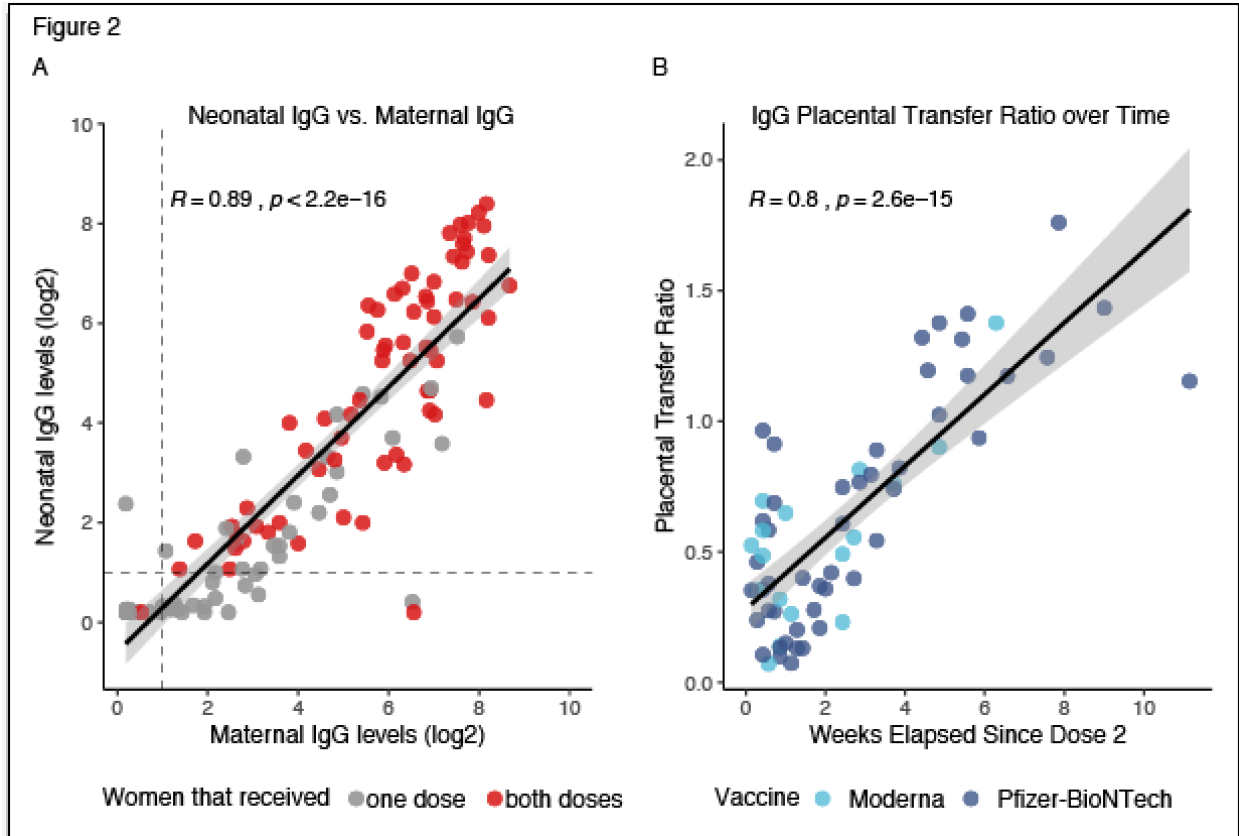 Figure 2
A
Neonatal IgG vs. Maternal IgG
R = 0.89 , p < 2.2e−16
Neonatal IgG levels (log2)
10
8
6
4
2
0
0 2 4 6 8 10
Maternal IgG levels (log2)
Women that received one dose both doses
B
IgG Placental Transfer Ratio over Time
R = 0.8 , p = 2.6e−15
Placental Transfer Ratio
2.0
1.5
1.0
0.5
0.0
0 2 4 6 8 10
Weeks Elapsed Since Dose 2
Vaccine Moderna Pfizer-BioNTech